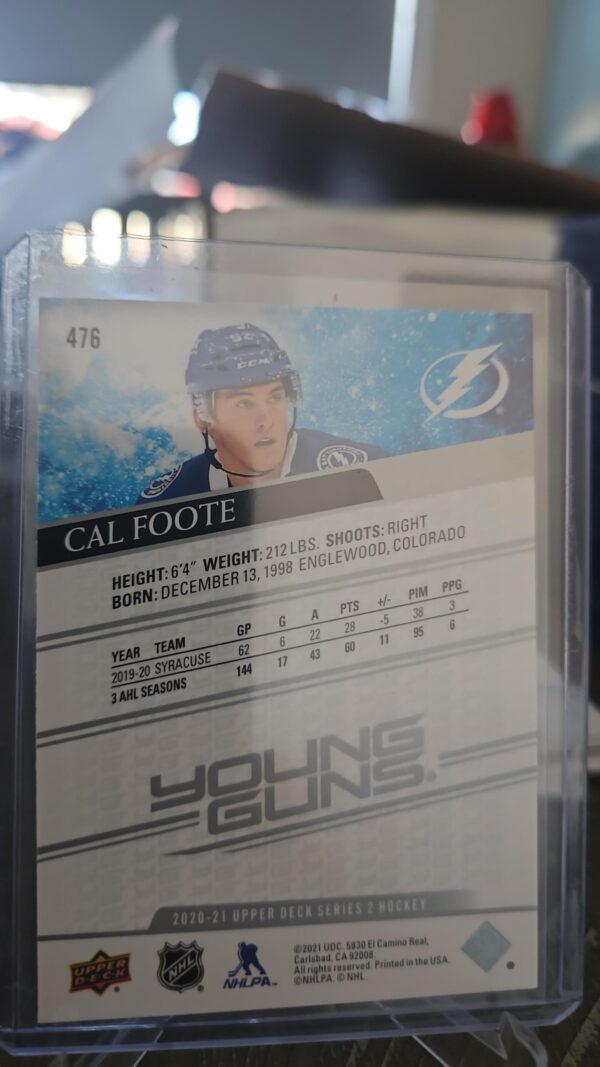 476
52
CCM
CAL FOOTE
HEIGHT: 6'4" WEIGHT: 212 LBS. SHOOTS: RIGHT
BORN: DECEMBER 13, 1998 ENGLEWOOD, COLORADO
YEAR TEAM GP G A PTS +/- PIM PPG
2019-20 SYRACUSE 62 6 22 28 -5 38 3
3 AHL SEASONS 144 17 43 60 11 95 6
YOUNG
GUNS®
2020-21 UPPER DECK SERIES 2 HOCKEY
UPPER
D·E·C·K
NHL
NHLPA
©2021 UDC. 5830 El Camino Real,
Carlsbad, CA 92008.
All rights reserved. Printed in the USA.
©NHLPA. © NHL.